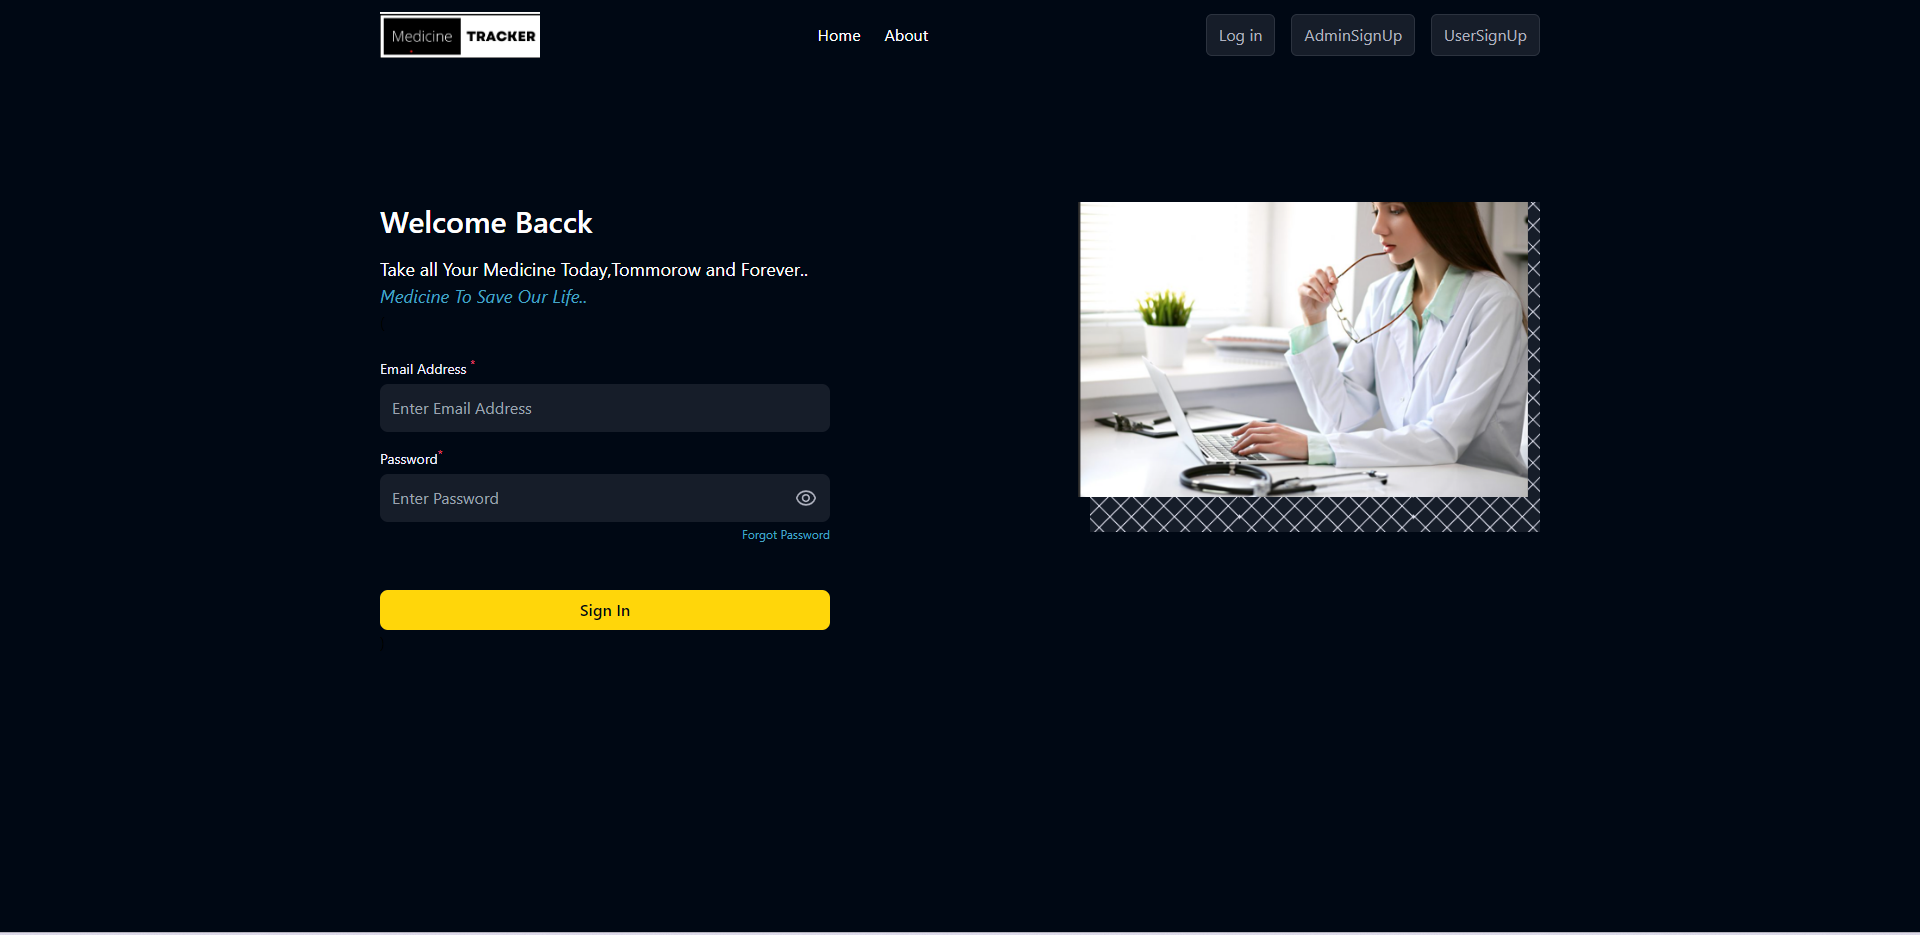 Medicine TRACKER
Home About
Log in AdminSignUp UserSignUp
Welcome Bacck
Take all Your Medicine Today,Tommorow and Forever..
Medicine To Save Our Life..
Email Address *
Enter Email Address
Password*
Enter Password
Forgot Password
Sign In